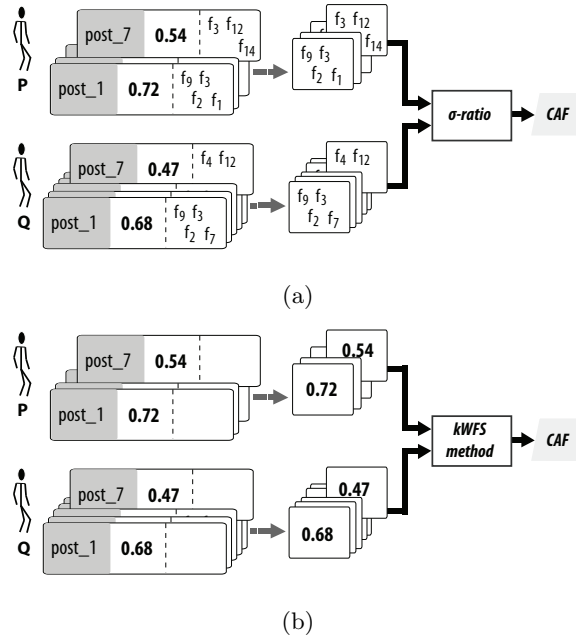 post_7 0.54 f3 f12
f14
post_1 0.72 f9 f3
f2 f1
P
f3 f12
f14
f9 f3
f2 f1
σ-ratio
CAF
post_7 0.47 f4 f12
post_1 0.68 f9 f3
f2 f7
Q
f4 f12
f9 f3
f2 f7
(a)
post_7 0.54
post_1 0.72
P
0.54
0.72
kWFS
method
CAF
post_7 0.47
post_1 0.68
Q
0.47
0.68
(b)